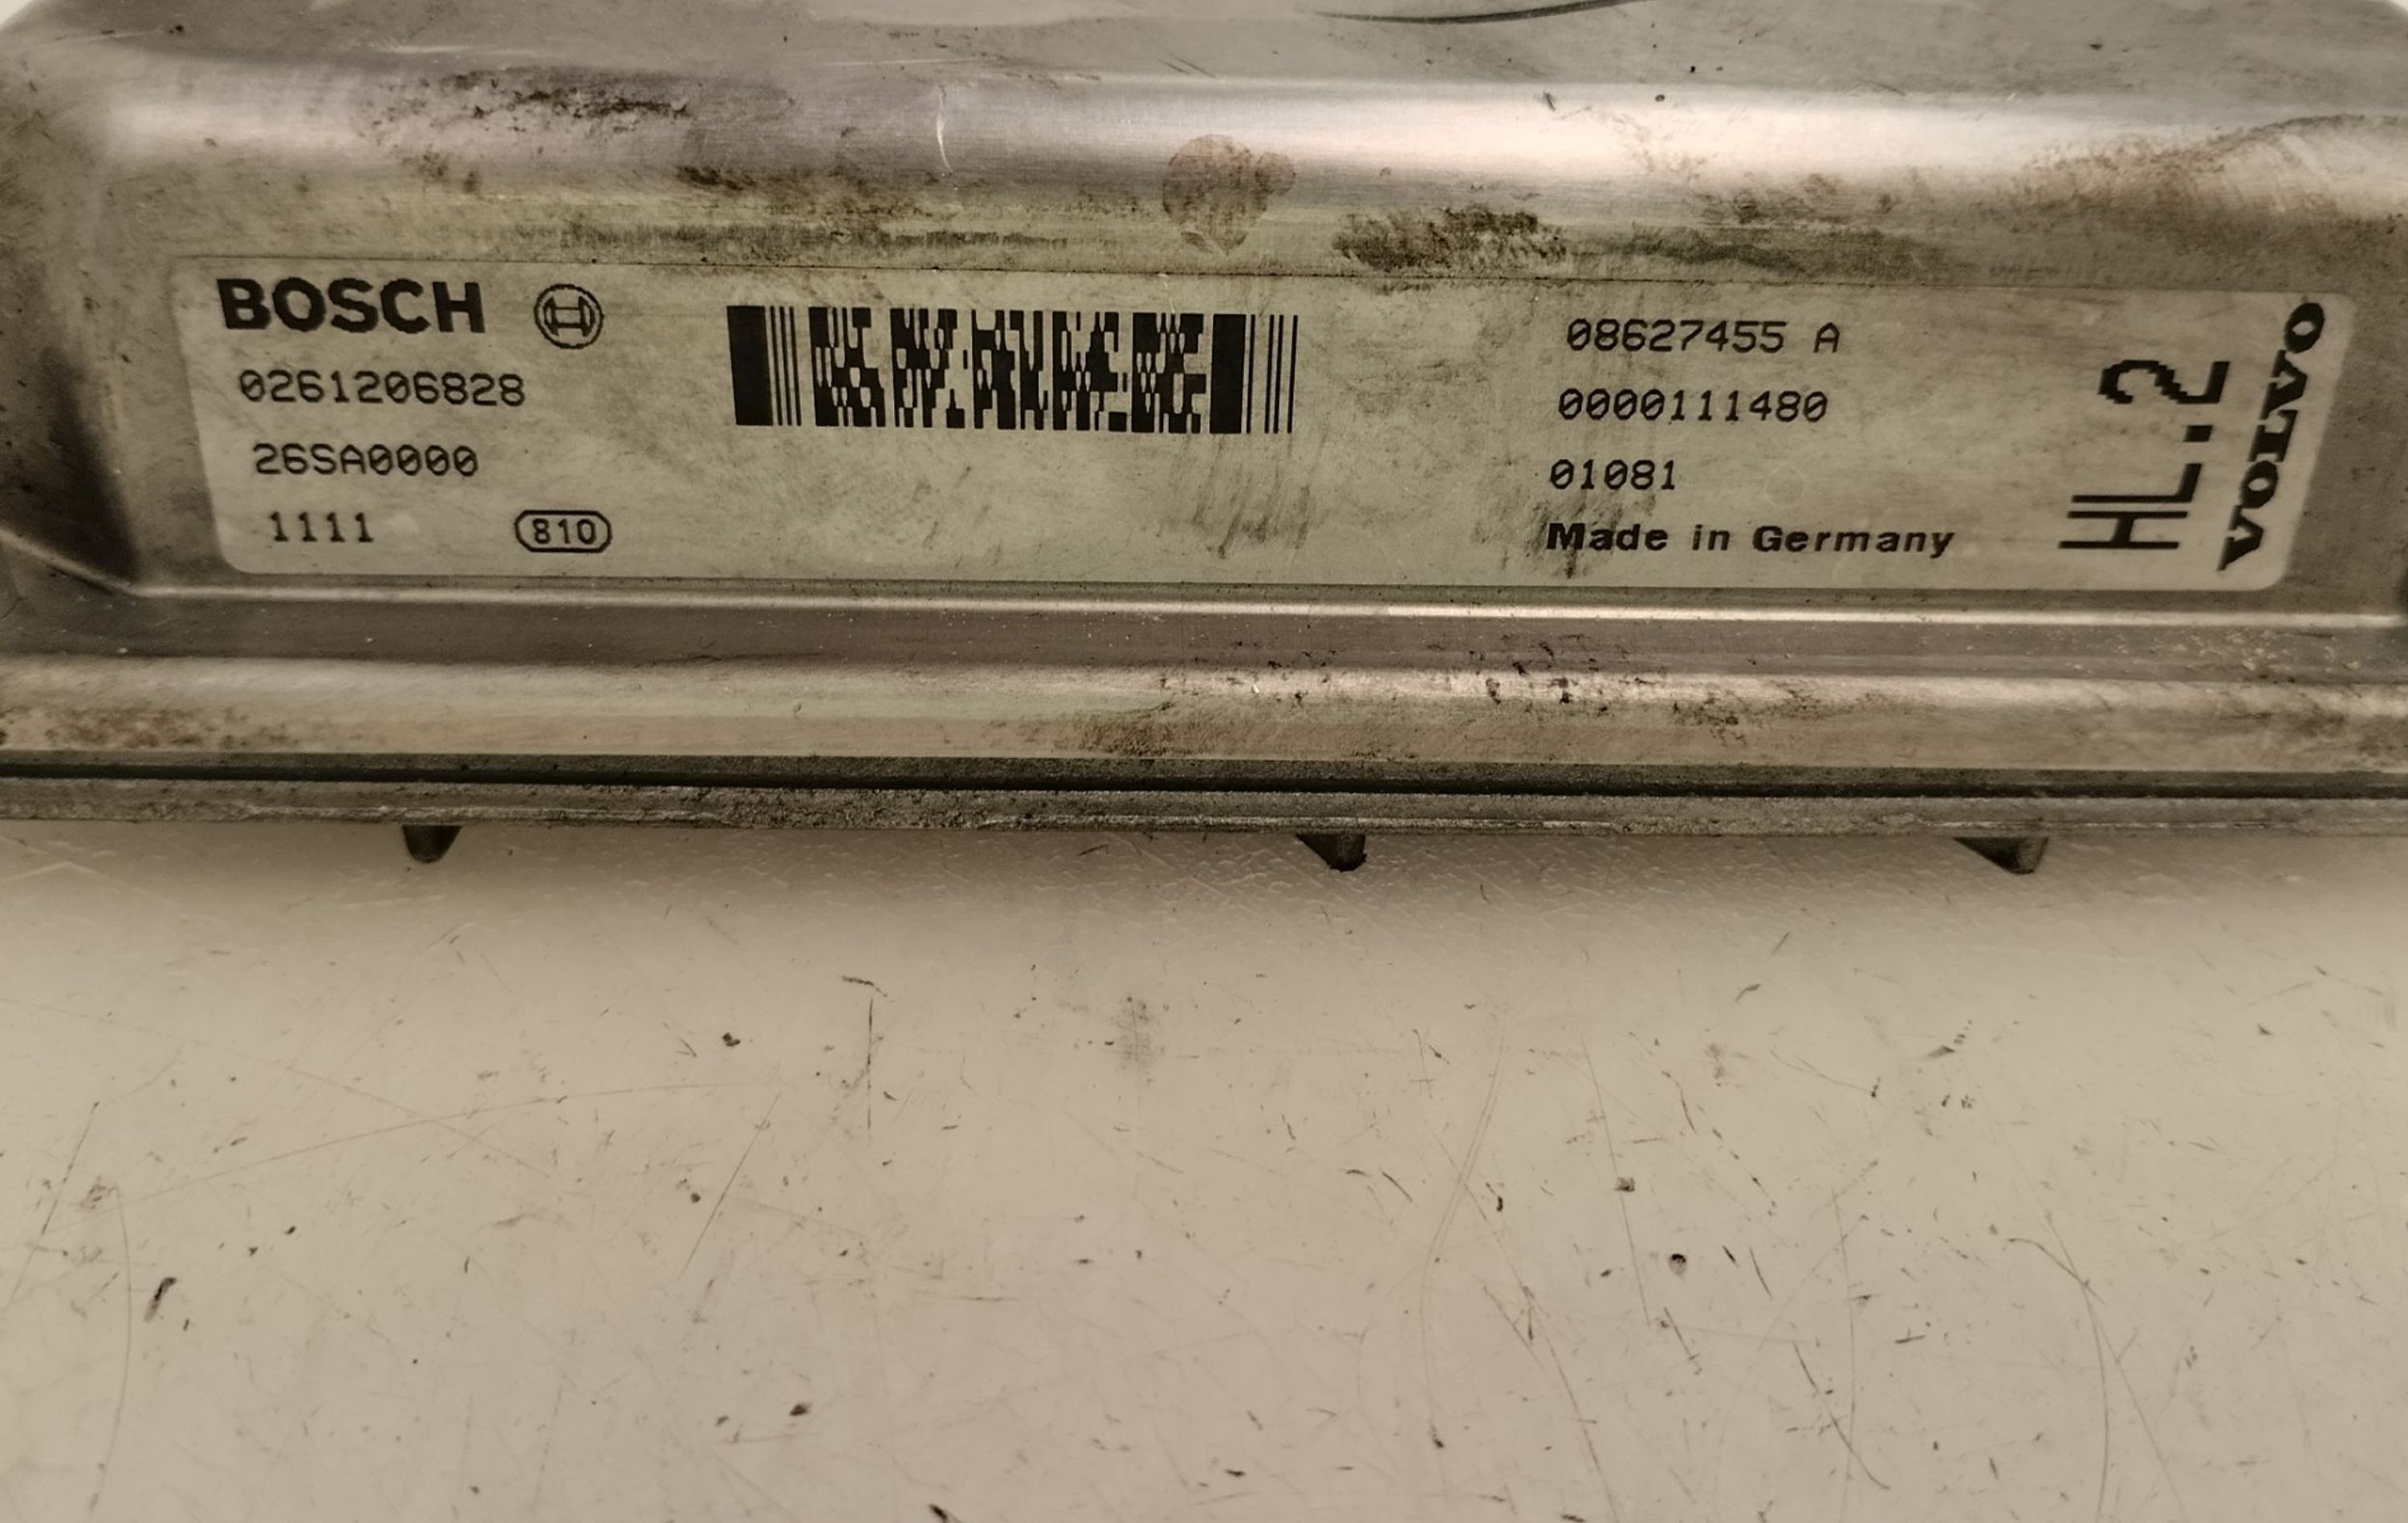 BOSCH
0261206828
26SA0000
1111 810
08627455 A
0000111480
01081
Made in Germany
HL.2
VOLVO